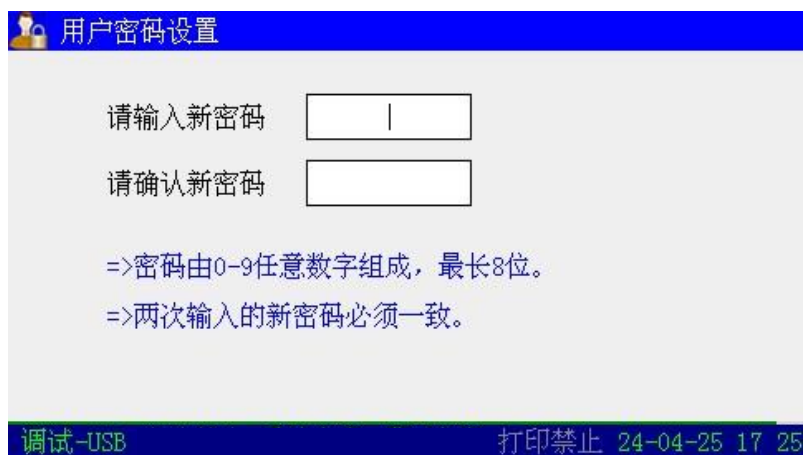 用户密码设置
请输入新密码
请确认新密码
=>密码由0-9任意数字组成，最长8位。
=>两次输入的新密码必须一致。
调试-USB 打印禁止 24-04-25 17 25